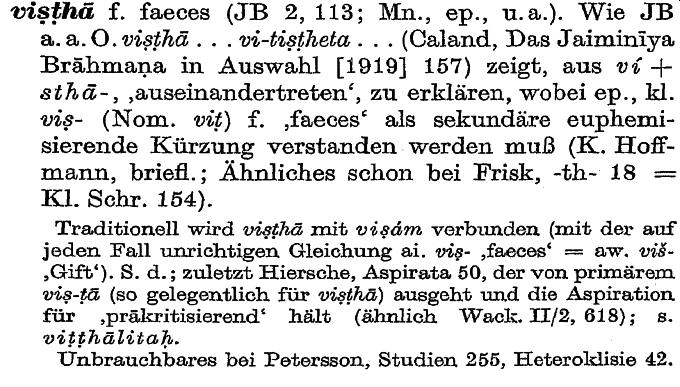 viṣṭhā f. faeces (JB 2, 113; Mn., ep., u. a.). Wie JB
a. a. O. viṣṭhā . . . vi-tiṣṭheta . . . (Caland, Das Jaiminīya
Brāhmaṇa in Auswahl [1919] 157) zeigt, aus ví +
sthā-, ‚auseinandertreten‘, zu erklären, wobei ep., kl.
viṣ- (Nom. viṭ) f. ‚faeces‘ als sekundäre euphemi-
sierende Kürzung verstanden werden muß (K. Hoff-
mann, briefl.; Ähnliches schon bei Frisk, -th- 18 =
Kl. Schr. 154).
Traditionell wird viṣṭhā mit viṣám verbunden (mit der auf
jeden Fall unrichtigen Gleichung ai. viṣ- ‚faeces‘ = aw. viš-
‚Gift‘). S. d.; zuletzt Hiersche, Aspirata 50, der von primärem
viṣ-ṭā (so gelegentlich für viṣṭhā) ausgeht und die Aspiration
für ‚präkritisierend‘ hält (ähnlich Wack. II/2, 618); s.
viṭṭhālitaḥ.
Unbrauchbares bei Petersson, Studien 255, Heteroklisie 42.